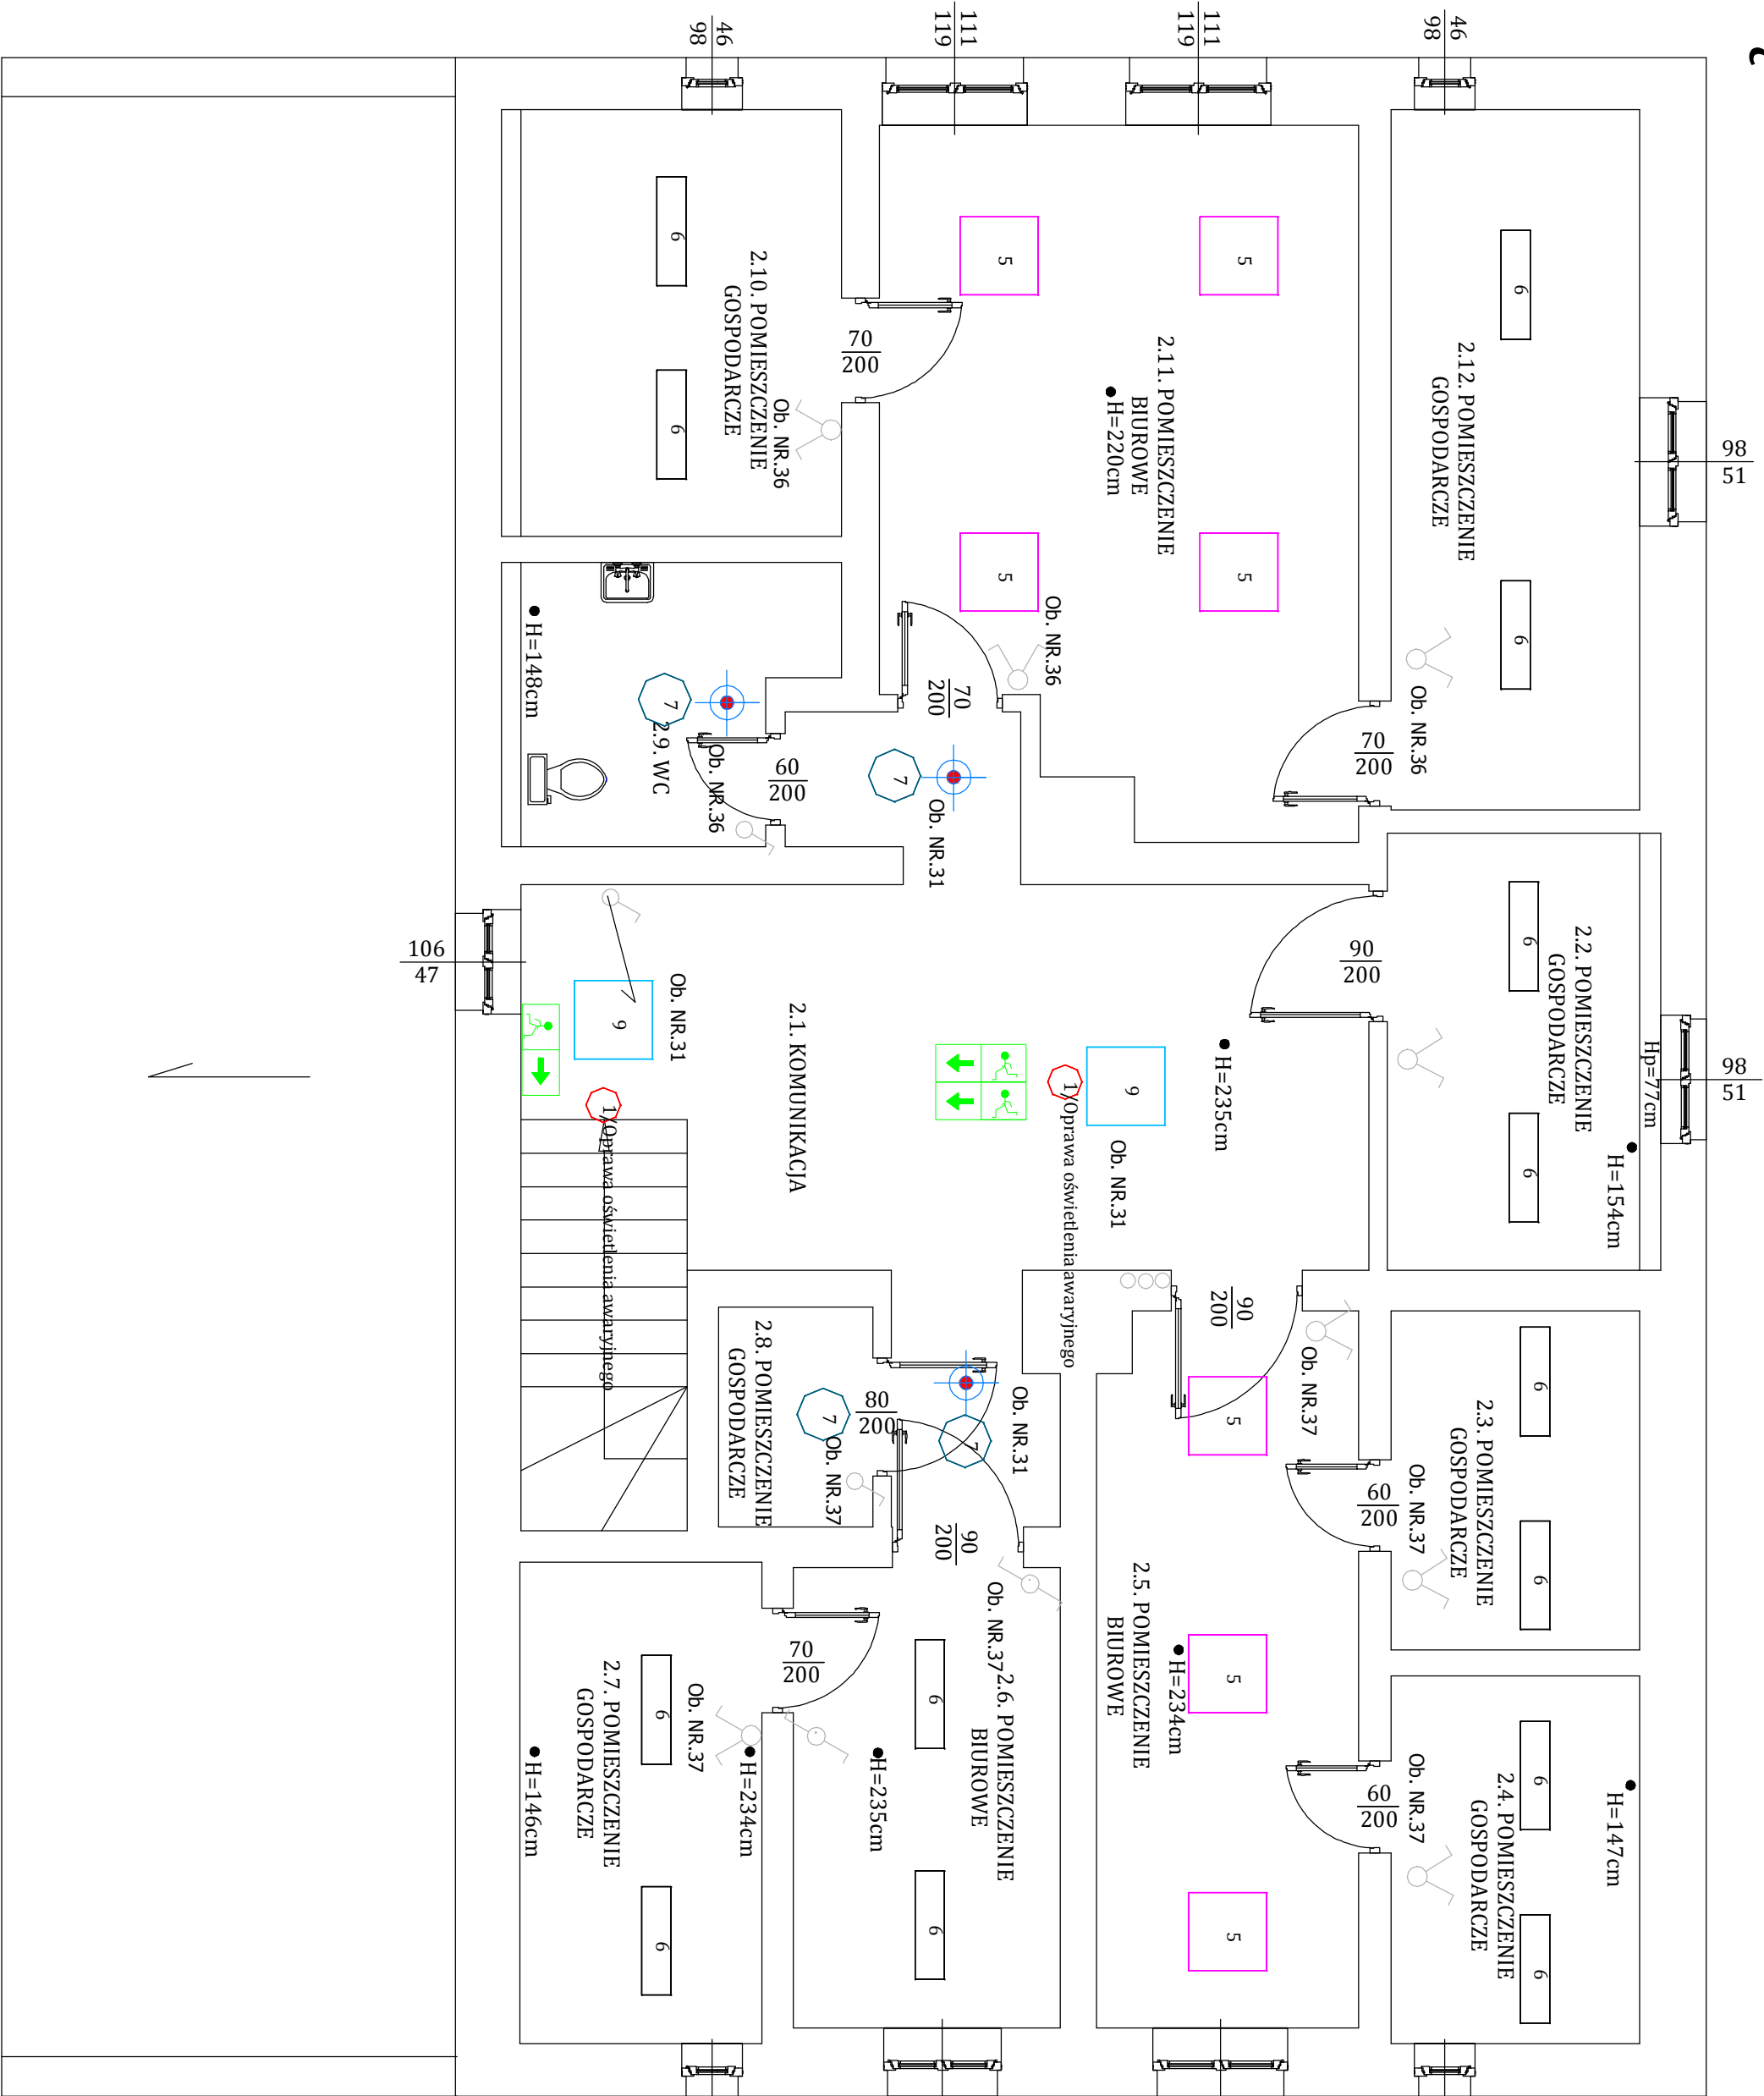 46
98
111
119
111
119
46
98
98
51
98
51
106
47
2.12. POMIESZCZENIE
GOSPODARCZE
6
6
Ob. NR.36
70
200
2.11. POMIESZCZENIE
BIUROWE
H=220cm
5
5
5
5
Ob. NR.36
70
200
2.10. POMIESZCZENIE
GOSPODARCZE
6
6
Ob. NR.36
70
200
H=148cm
7
2.9. WC
Ob. NR.36
60
200
7
Ob. NR.31
2.2. POMIESZCZENIE
GOSPODARCZE
6
6
Hp=77cm
H=154cm
90
200
H=235cm
9
Ob. NR.31
1/Oprawa oświetlenia awaryjnego
2.1. KOMUNIKACJA
Ob. NR.31
9
1/Oprawa oświetlenia awaryjnego
90
200
Ob. NR.37
2.3. POMIESZCZENIE
GOSPODARCZE
6
6
Ob. NR.37
60
200
2.4. POMIESZCZENIE
GOSPODARCZE
6
6
H=147cm
Ob. NR.37
60
200
2.5. POMIESZCZENIE
BIUROWE
H=234cm
5
5
5
Ob. NR.31
7
2.8. POMIESZCZENIE
GOSPODARCZE
7
Ob. NR.37
80
200
90
200
Ob. NR.37
2.6. POMIESZCZENIE
BIUROWE
6
6
H=235cm
70
200
2.7. POMIESZCZENIE
GOSPODARCZE
6
6
Ob. NR.37
H=234cm
H=146cm